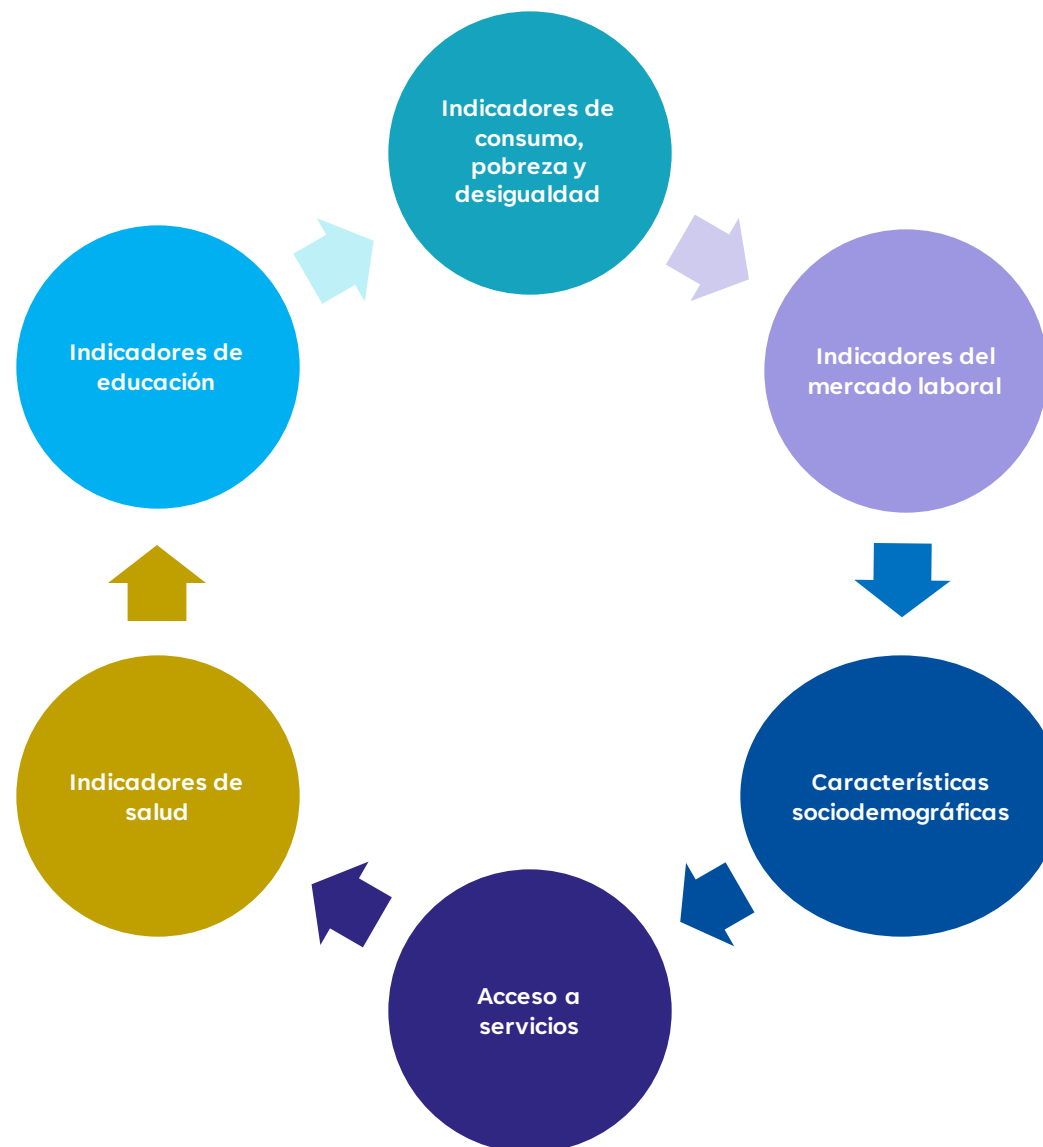 Indicadores de
consumo,
pobreza y
desigualdad
Indicadores de
educación
Indicadores del
mercado laboral
Indicadores de
salud
Características
sociodemográficas
Acceso a
servicios